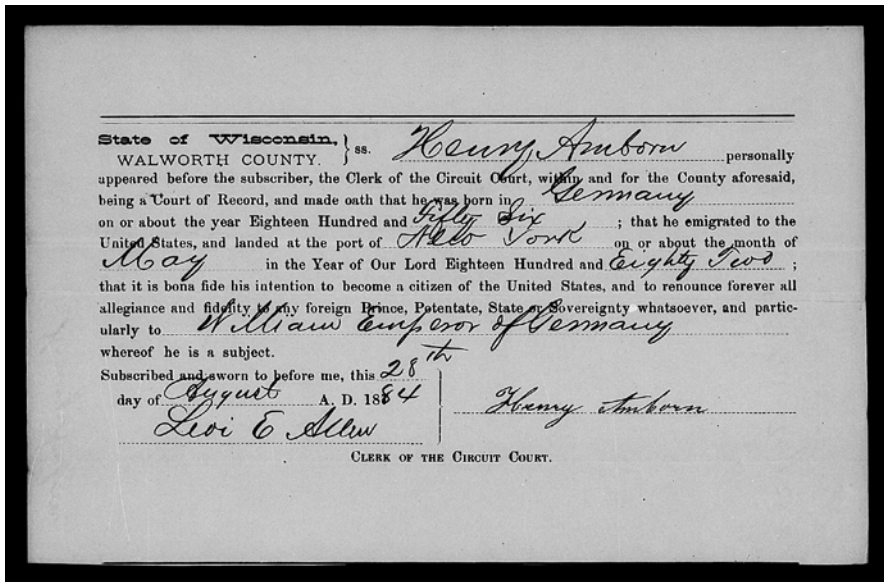 State of Wisconsin, } ss. Henry Amborn personally
WALWORTH COUNTY.
appeared before the subscriber, the Clerk of the Circuit Court, within and for the County aforesaid,
being a Court of Record, and made oath that he was born in Germany
on or about the year Eighteen Hundred and Fifty Six ; that he emigrated to the
United States, and landed at the port of New York on or about the month of
May in the Year of Our Lord Eighteen Hundred and Eighty Two ;
that it is bona fide his intention to become a citizen of the United States, and to renounce forever all
allegiance and fidelity to any foreign Prince, Potentate, State or Sovereignty whatsoever, and partic-
ularly to William Emperor of Germany
whereof he is a subject.
Subscribed and sworn to before me, this 28th
day of August A. D. 1884
Henry Amborn
Levi E Allen
CLERK OF THE CIRCUIT COURT.